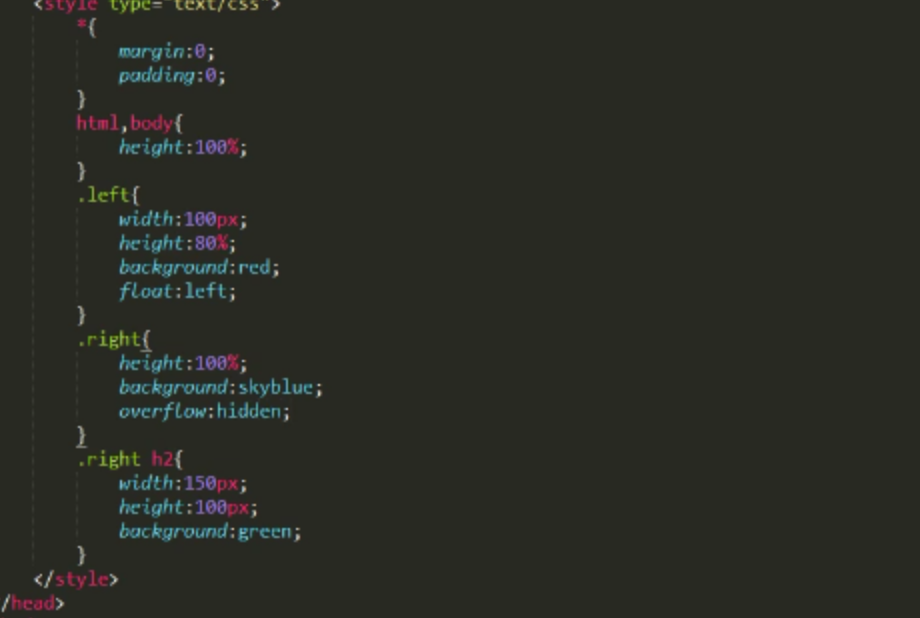 <style type="text/css">
*{
margin:0;
padding:0;
}
html,body{
height:100%;
}
.left{
width:100px;
height:80%;
background:red;
float:left;
}
.right{
height:100%;
background:skyblue;
overflow:hidden;
}
.right h2{
width:150px;
height:100px;
background:green;
}
</style>
/head>